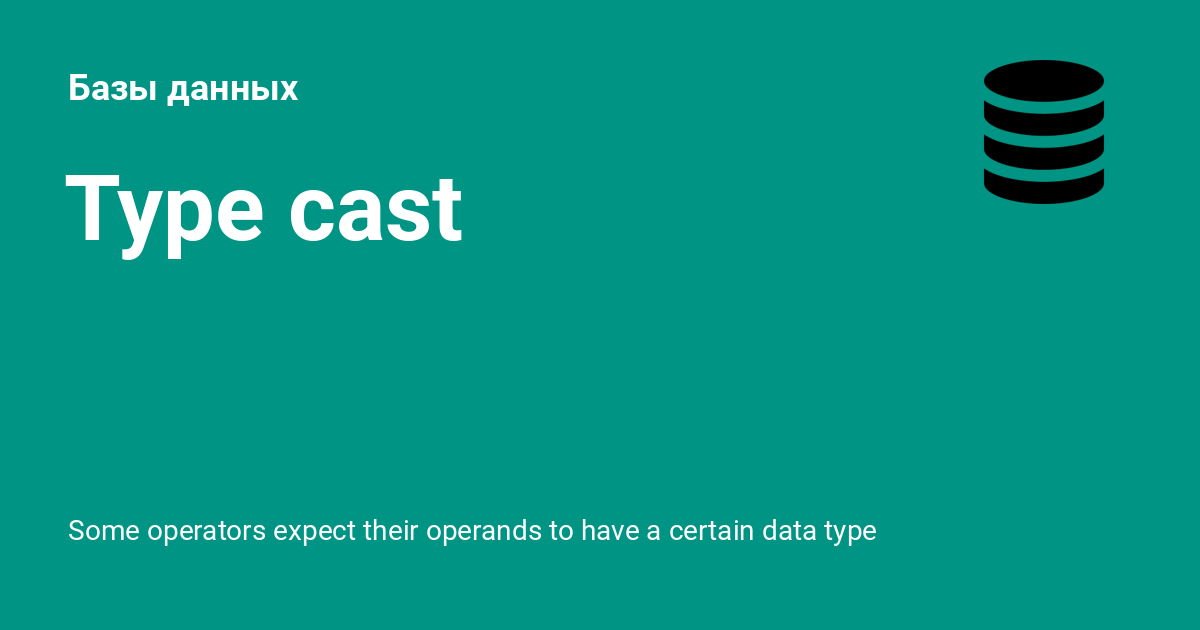 Базы данных
Type cast
Some operators expect their operands to have a certain data type